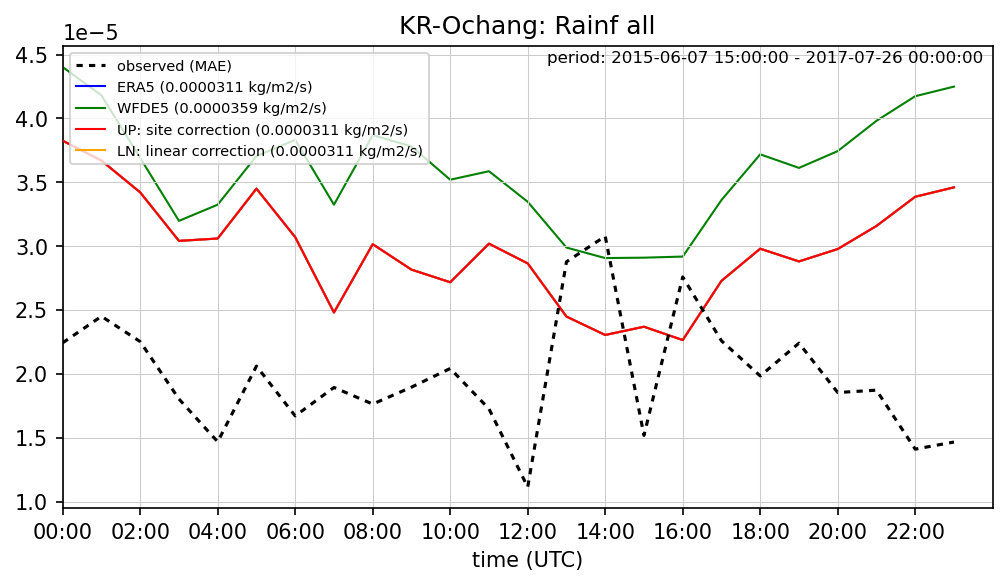 KR-Ochang: Rainf all
1e−5
period: 2015-06-07 15:00:00 - 2017-07-26 00:00:00
observed (MAE)
ERA5 (0.0000311 kg/m2/s)
WFDE5 (0.0000359 kg/m2/s)
UP: site correction (0.0000311 kg/m2/s)
LN: linear correction (0.0000311 kg/m2/s)
4.5
4.0
3.5
3.0
2.5
2.0
1.5
1.0
00:00 02:00 04:00 06:00 08:00 10:00 12:00 14:00 16:00 18:00 20:00 22:00
time (UTC)